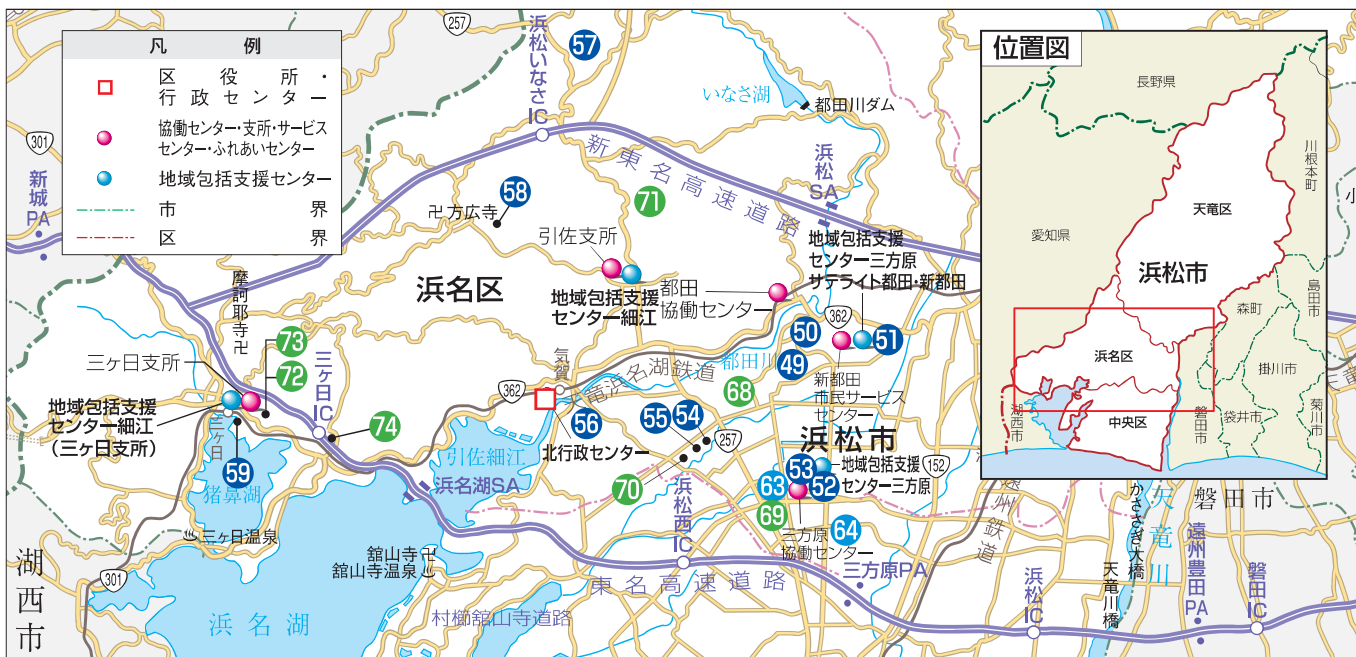 凡例
区役所・
行政センター
協働センター・支所・サービス
センター・ふれあいセンター
地域包括支援センター
市界
区界
257
浜松いなさIC
57
いなさ湖
都田川ダム
301
新城PA
新東名高速道路
浜松SA
58
卍方広寺
71
引佐支所
地域包括支援
センター細江
浜名区
都田
協働センター
地域包括支援
センター三方原
サテライト都田・新都田
362
50
51
49
新都田
市民サービス
センター
都田川
68
摩訶耶寺卍
73
72
三ヶ日支所
三ヶ日IC
地域包括支援
センター細江
(三ヶ日支所)
三ヶ日
59
74
猪鼻湖
362
気賀
天竜浜名湖鉄道
56
北行政センター
55
54
257
引佐細江
浜名湖SA
70
浜松西IC
浜松市
53
地域包括支援
センター三方原
152
63
52
69
三方原
協働センター
64
三方原PA
遠州鉄道
♨三ヶ日温泉
舘山寺卍
舘山寺温泉♨
301
湖西市
浜名湖
村櫛舘山寺道路
東名高速道路
浜松IC
天竜川橋
かささぎ大橋
天竜川
磐田市
遠州豊田PA
磐田IC
位置図
長野県
川根本町
天竜区
愛知県
浜松市
島田市
森町
浜名区
掛川市
湖西市
中央区
磐田市
袋井市
菊川市
小